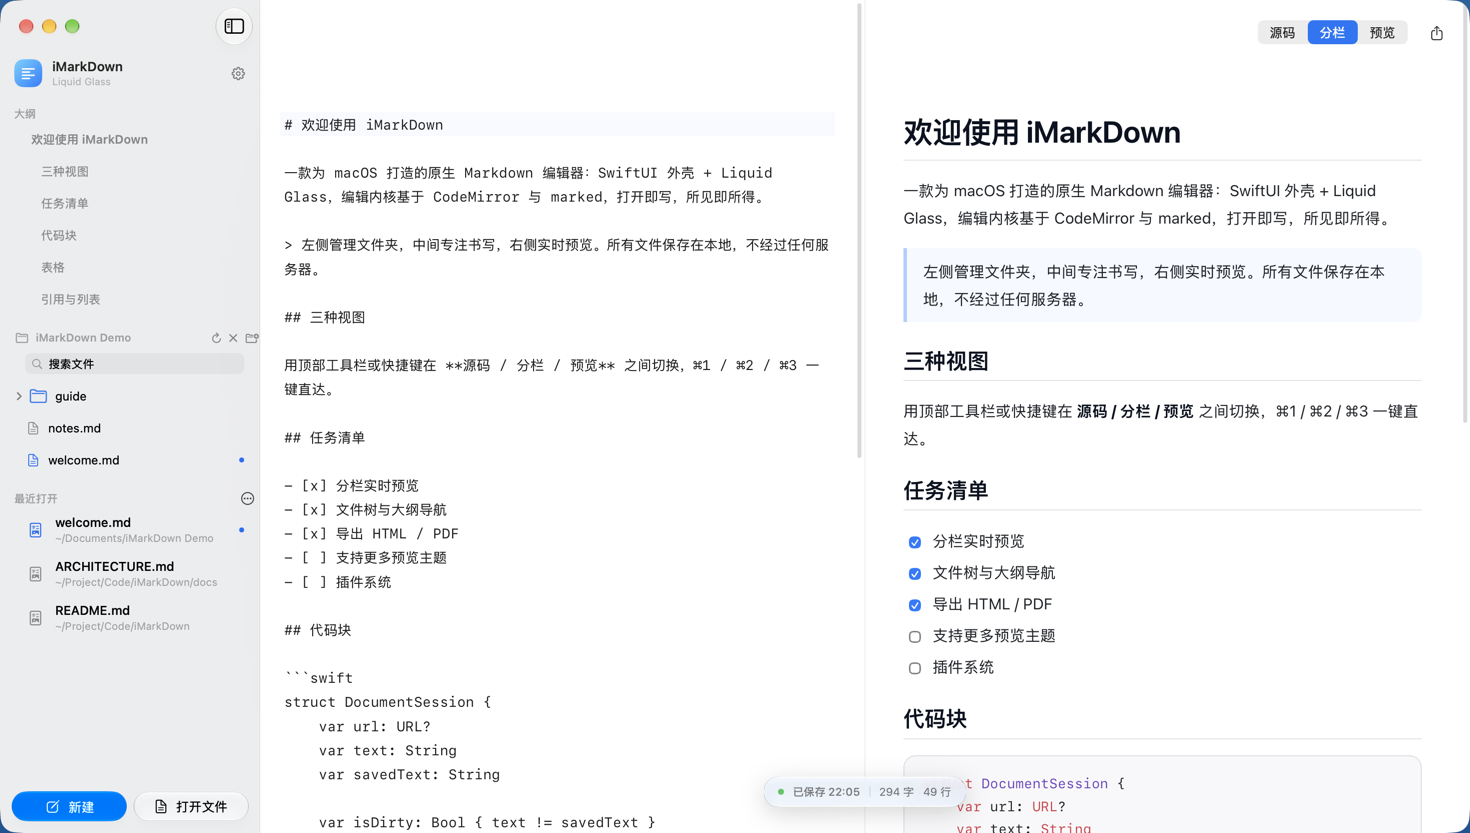 iMarkDown
Liquid Glass
大纲
欢迎使用 iMarkDown
三种视图
任务清单
代码块
表格
引用与列表
iMarkDown Demo
搜索文件
guide
notes.md
welcome.md
最近打开
welcome.md
~/Documents/iMarkDown Demo
ARCHITECTURE.md
~/Project/Code/iMarkDown/docs
README.md
~/Project/Code/iMarkDown
新建
打开文件
# 欢迎使用 iMarkDown
一款为 macOS 打造的原生 Markdown 编辑器：SwiftUI 外壳 + Liquid
Glass，编辑内核基于 CodeMirror 与 marked，打开即写，所见即所得。
> 左侧管理文件夹，中间专注书写，右侧实时预览。所有文件保存在本地，不经过任何服
务器。
## 三种视图
用顶部工具栏或快捷键在 **源码 / 分栏 / 预览** 之间切换，⌘1 / ⌘2 / ⌘3 一
键直达。
## 任务清单
- [x] 分栏实时预览
- [x] 文件树与大纲导航
- [x] 导出 HTML / PDF
- [ ] 支持更多预览主题
- [ ] 插件系统
## 代码块
```swift
struct DocumentSession {
    var url: URL?
    var text: String
    var savedText: String
    var isDirty: Bool { text != savedText }
源码
分栏
预览
欢迎使用 iMarkDown
一款为 macOS 打造的原生 Markdown 编辑器：SwiftUI 外壳 + Liquid
Glass，编辑内核基于 CodeMirror 与 marked，打开即写，所见即所得。
左侧管理文件夹，中间专注书写，右侧实时预览。所有文件保存在本
地，不经过任何服务器。
三种视图
用顶部工具栏或快捷键在 源码 / 分栏 / 预览 之间切换，⌘1 / ⌘2 / ⌘3 一键直
达。
任务清单
分栏实时预览
文件树与大纲导航
导出 HTML / PDF
支持更多预览主题
插件系统
代码块
DocumentSession {
var url: URL?
var text: String
已保存 22:05
294 字 49 行